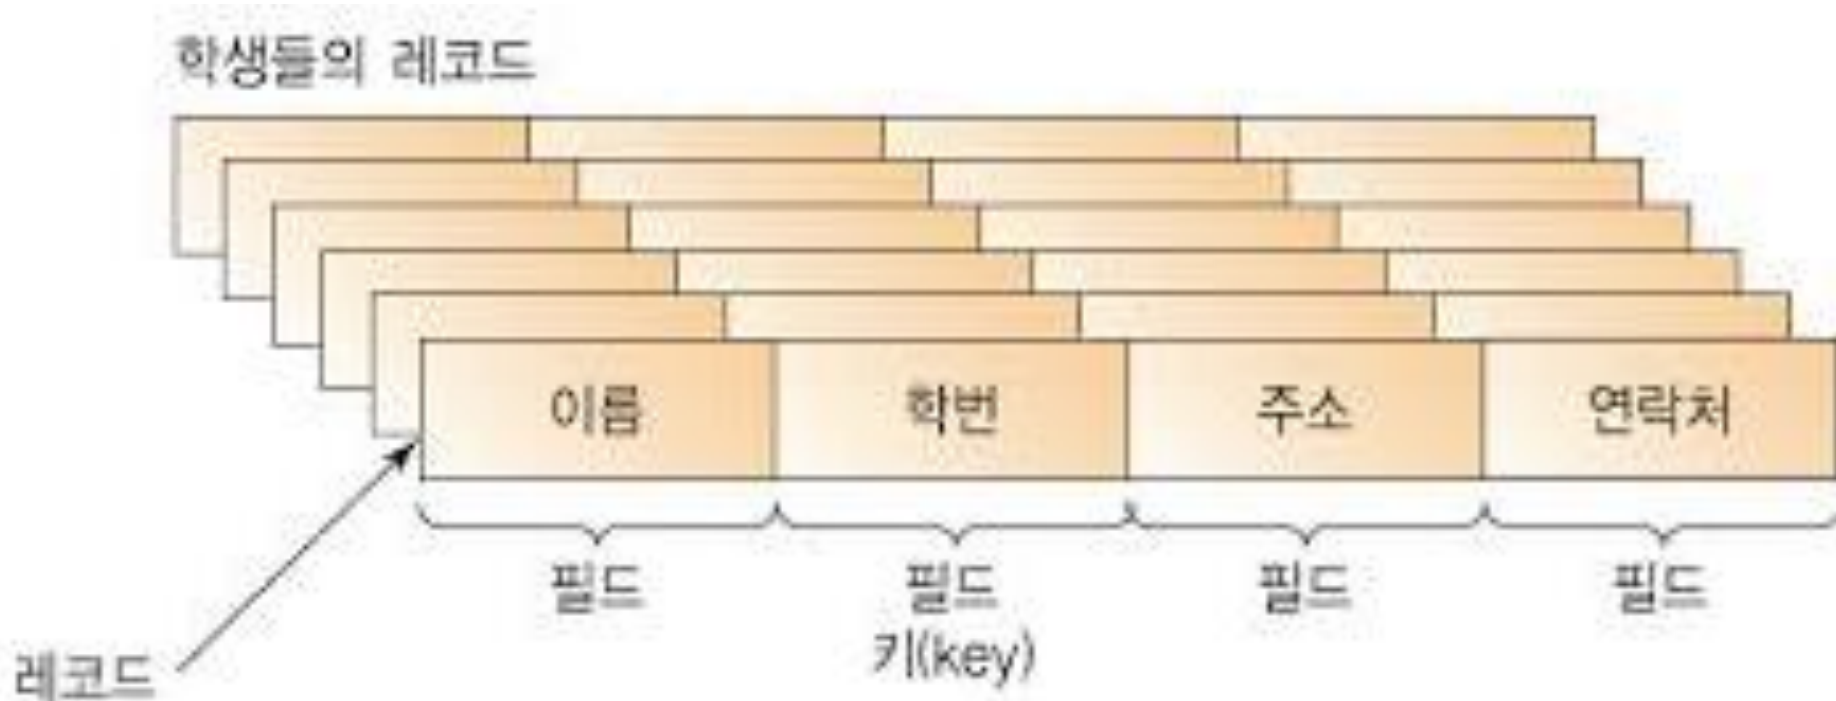 학생들의 레코드
이름 학번 주소 연락처
필드 필드 필드 필드
키(key)
레코드